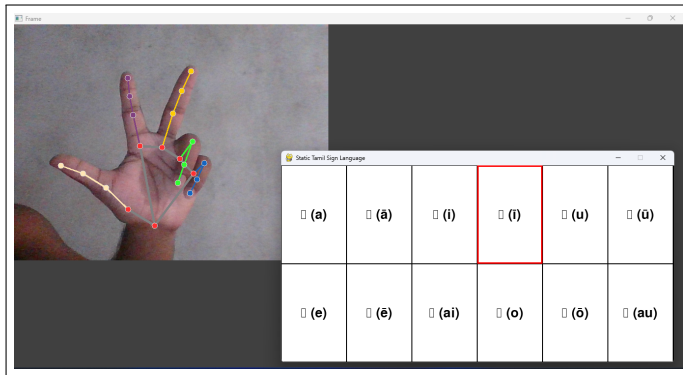 Frame
Static Tamil Sign Language
▯ (a) ▯ (ā) ▯ (i) ▯ (ī) ▯ (u) ▯ (ū)
▯ (e) ▯ (ē) ▯ (ai) ▯ (o) ▯ (ō) ▯ (au)